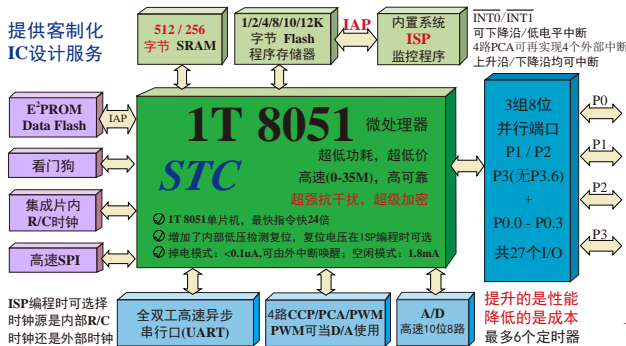 提供客制化
IC设计服务
512 / 256
字节 SRAM
1/2/4/8/10/12K
字节 Flash
程序存储器
IAP
内置系统
ISP
监控程序
INT0/INT1
可下降沿/低电平中断
4路PCA可再实现4个外部中断
上升沿/下降沿均可中断
E²PROM
Data Flash
IAP
看门狗
集成片内
R/C时钟
高速SPI
1T 8051 微处理器
STC
超低功耗，超低价
高速(0-35M)，高可靠
超强抗干扰，超级加密
1T 8051单片机，最快指令快24倍
增加了内部低压检测复位，复位电压在ISP编程时可选
掉电模式：<0.1uA,可由外中断唤醒；空闲模式：1.8mA
3组8位
并行端口
P1 / P2
P3(无P3.6)
+
P0.0 - P0.3
共27个I/O
P0
P1
P2
P3
ISP编程时可选择
时钟源是内部R/C
时钟还是外部时钟
全双工高速异步
串行口(UART)
4路CCP/PCA/PWM
PWM可当D/A使用
A/D
高速10位8路
提升的是性能
降低的是成本
最多6个定时器